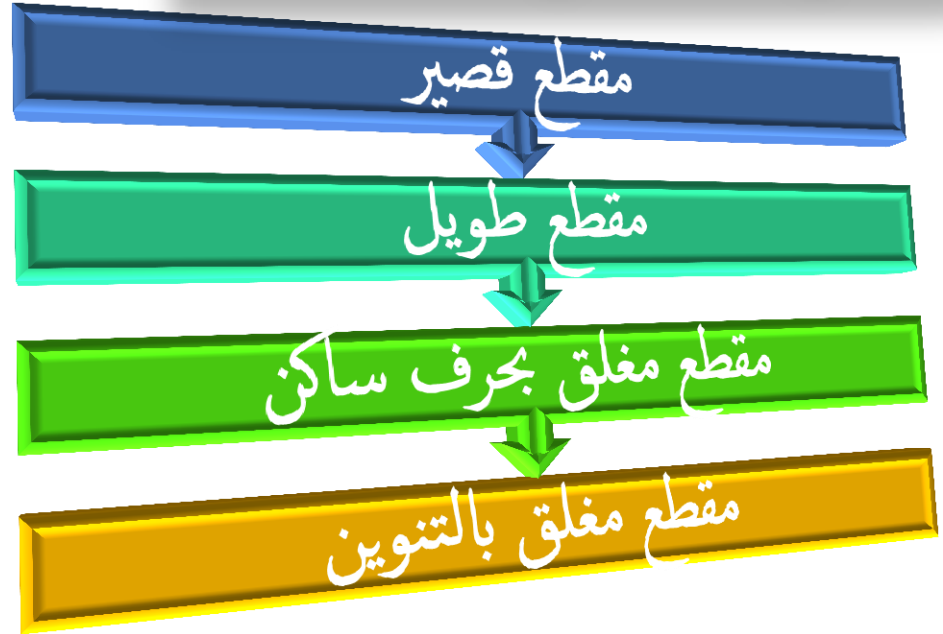 مقطع قصير
مقطع طويل
مقطع مغلق بحرف ساكن
مقطع مغلق بالتنوين